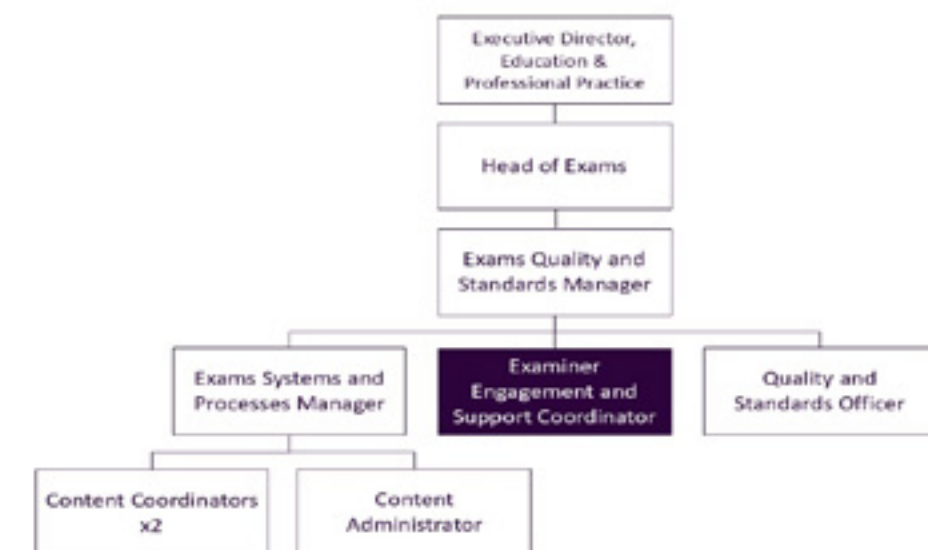 Executive Director,
Education &
Professional Practice
Head of Exams
Exams Quality and
Standards Manager
Exams Systems and
Processes Manager
Examiner
Engagement and
Support Coordinator
Quality and
Standards Officer
Content Coordinators
x2
Content
Administrator